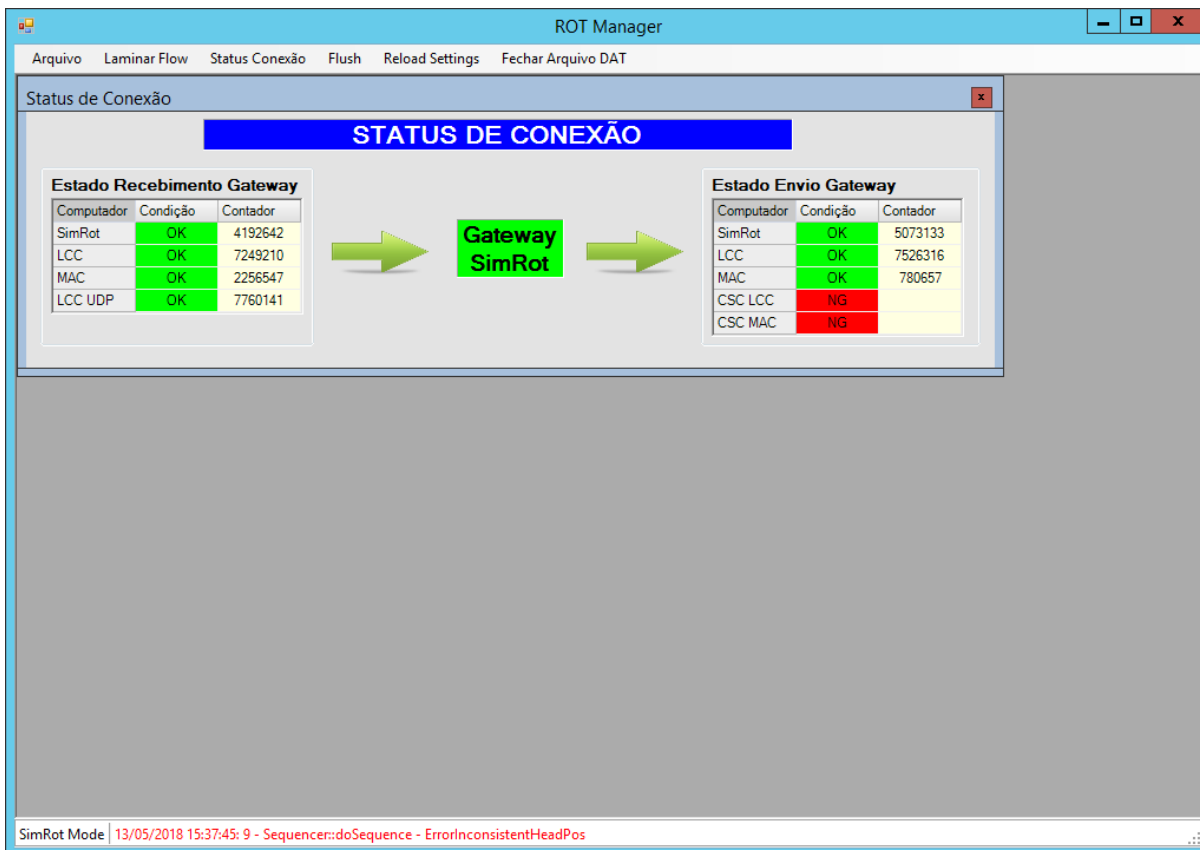 ROT Manager
Arquivo Laminar Flow Status Conexão Flush Reload Settings Fechar Arquivo DAT
Status de Conexão
STATUS DE CONEXÃO
Estado Recebimento Gateway
Computador Condição Contador
SimRot OK 4192642
LCC OK 7249210
MAC OK 2256547
LCC UDP OK 7760141
Gateway
SimRot
Estado Envio Gateway
Computador Condição Contador
SimRot OK 5073133
LCC OK 7526316
MAC OK 780657
CSC LCC NG
CSC MAC NG
SimRot Mode 13/05/2018 15:37:45: 9 - Sequencer::doSequence - ErrorInconsistentHeadPos